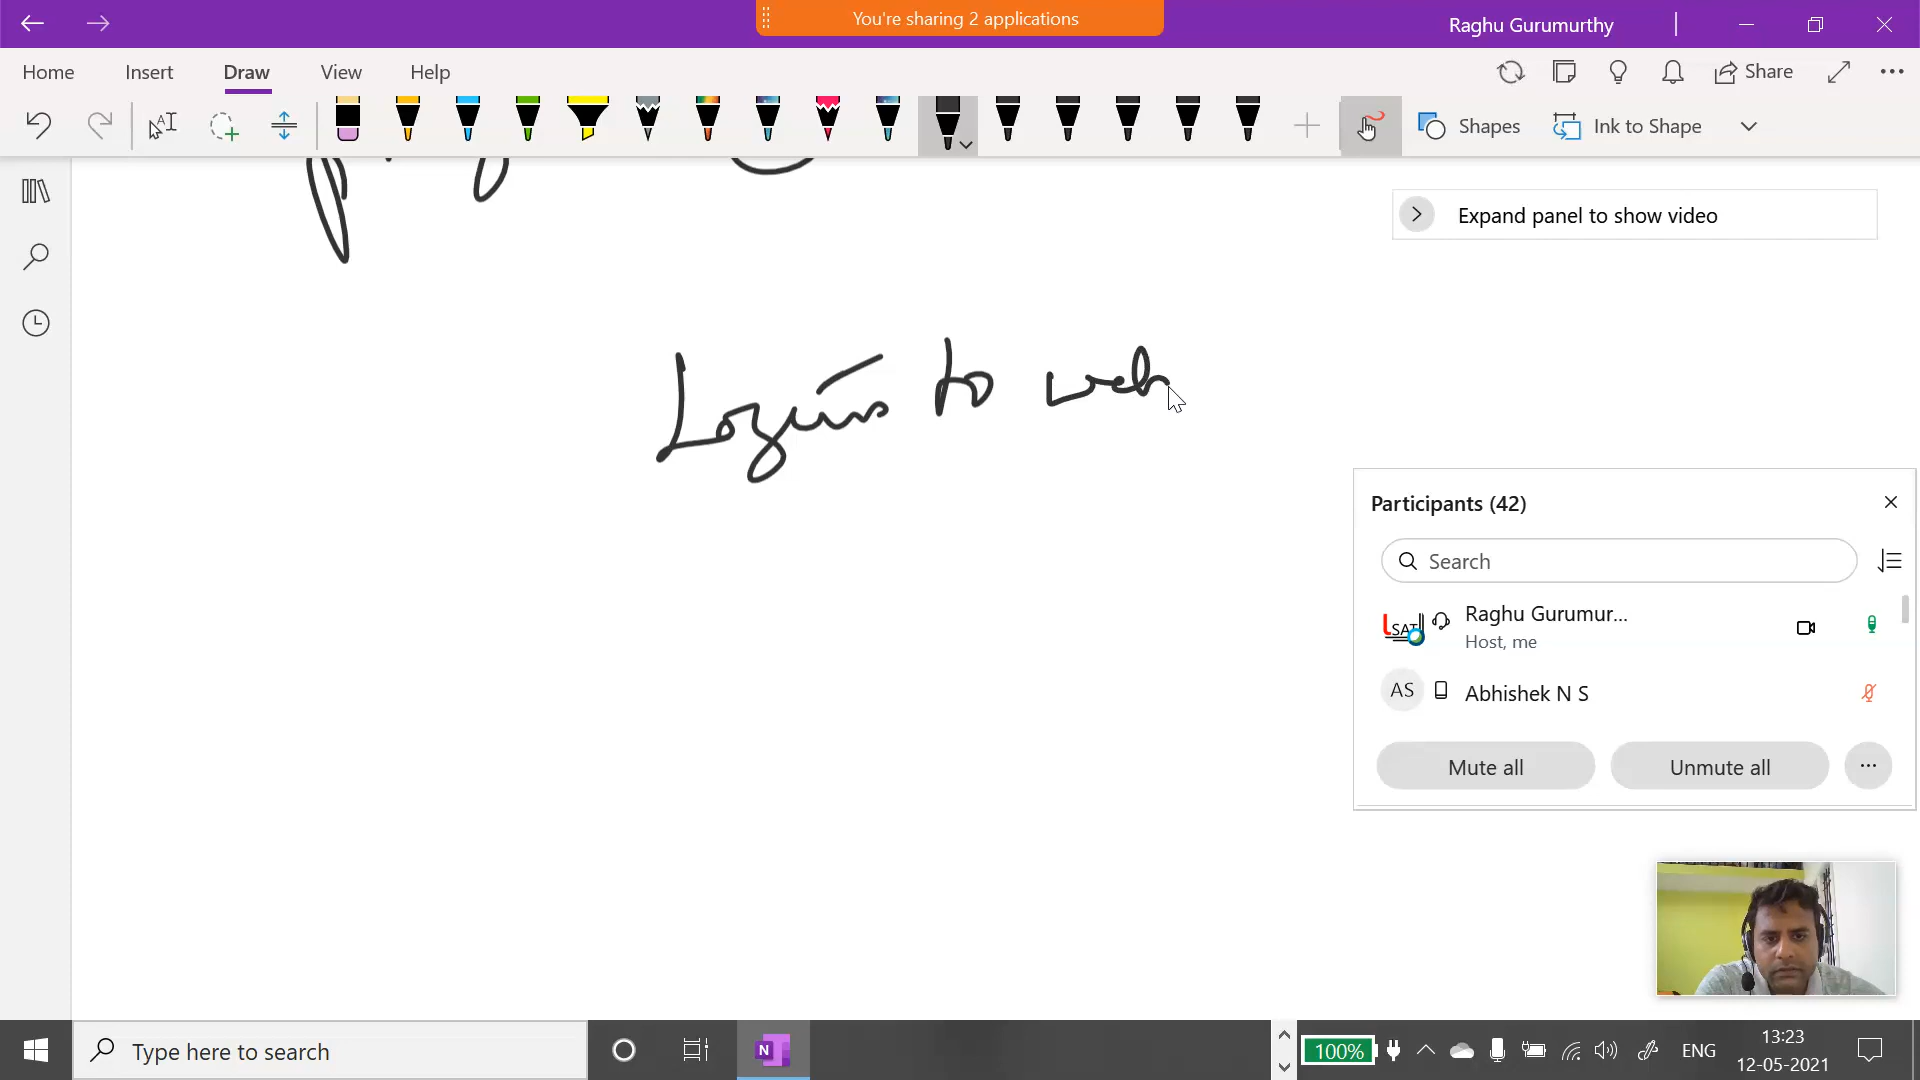 You're sharing 2 applications
Raghu Gurumurthy
Home Insert Draw View Help
Share
Shapes
Ink to Shape
Expand panel to show video
Login to web
Participants (42)
Search
LSAT
Raghu Gurumur...
Host, me
AS Abhishek N S
Mute all
Unmute all
Type here to search
N
100%
ENG
13:23
12-05-2021